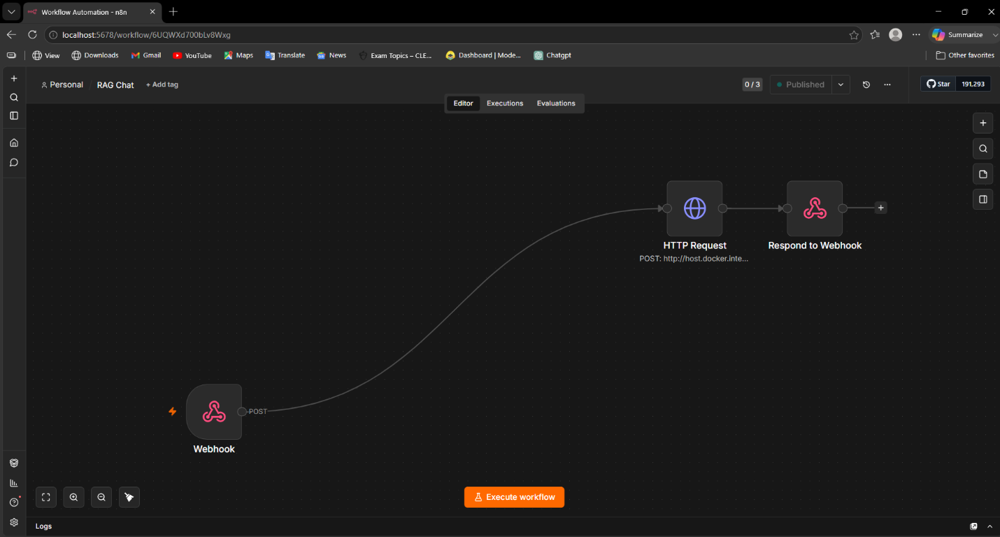 Workflow Automation - n8n
localhost:5678/workflow/6UQWXd700bLv8Wxg
Summarize
View
Downloads
Gmail
YouTube
Maps
Translate
News
Exam Topics – CLE...
Dashboard | Mode...
Chatgpt
Other favorites
Personal / RAG Chat + Add tag
0 / 3
Published
Star 191,293
Editor
Executions
Evaluations
HTTP Request
POST: http://host.docker.inte...
Respond to Webhook
POST
Webhook
Execute workflow
Logs